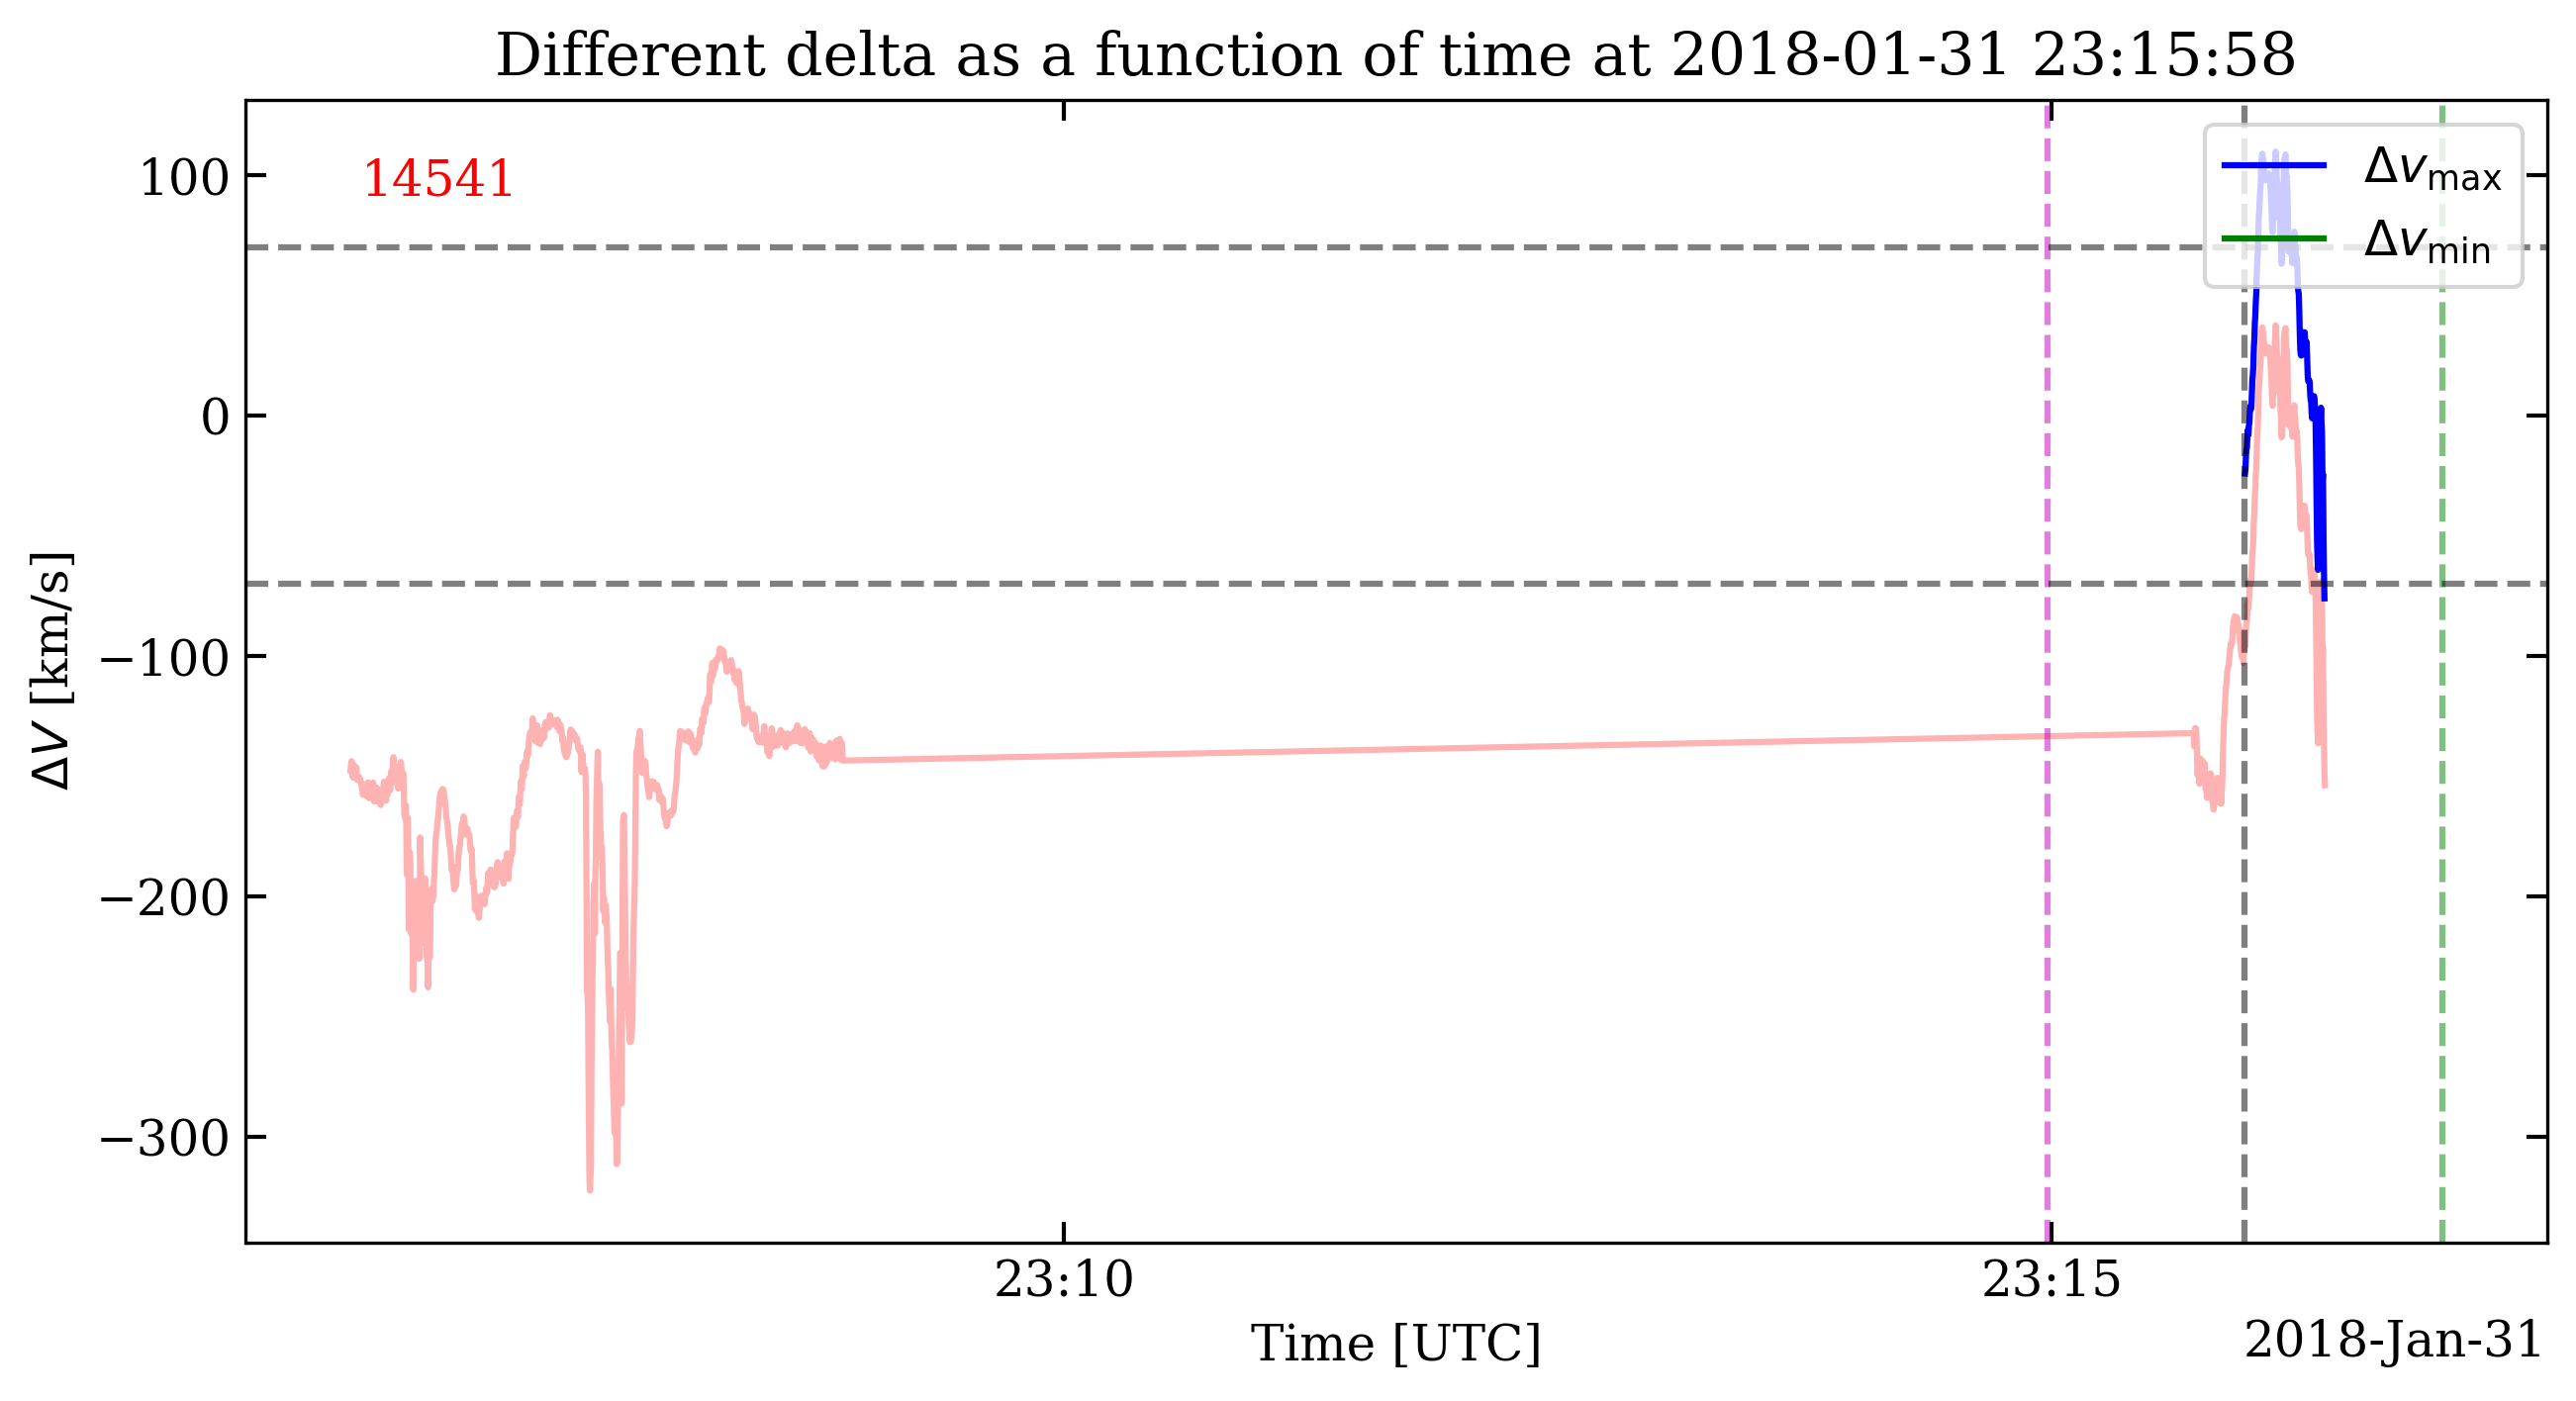 Different delta as a function of time at 2018-01-31 23:15:58
14541
Δv_max
Δv_min
100
0
−100
−200
−300
ΔV [km/s]
23:10
23:15
Time [UTC]
2018-Jan-31